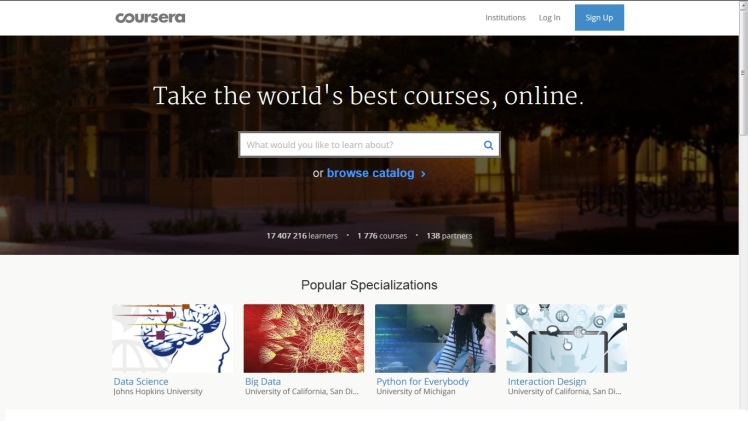 coursera
Institutions Log In Sign Up
Take the world's best courses, online.
What would you like to learn about?
or browse catalog ›
17 407 216 learners • 1 776 courses • 138 partners
Popular Specializations
Data Science Big Data Python for Everybody Interaction Design
Johns Hopkins University University of California, San Di... University of Michigan University of California, San Di...